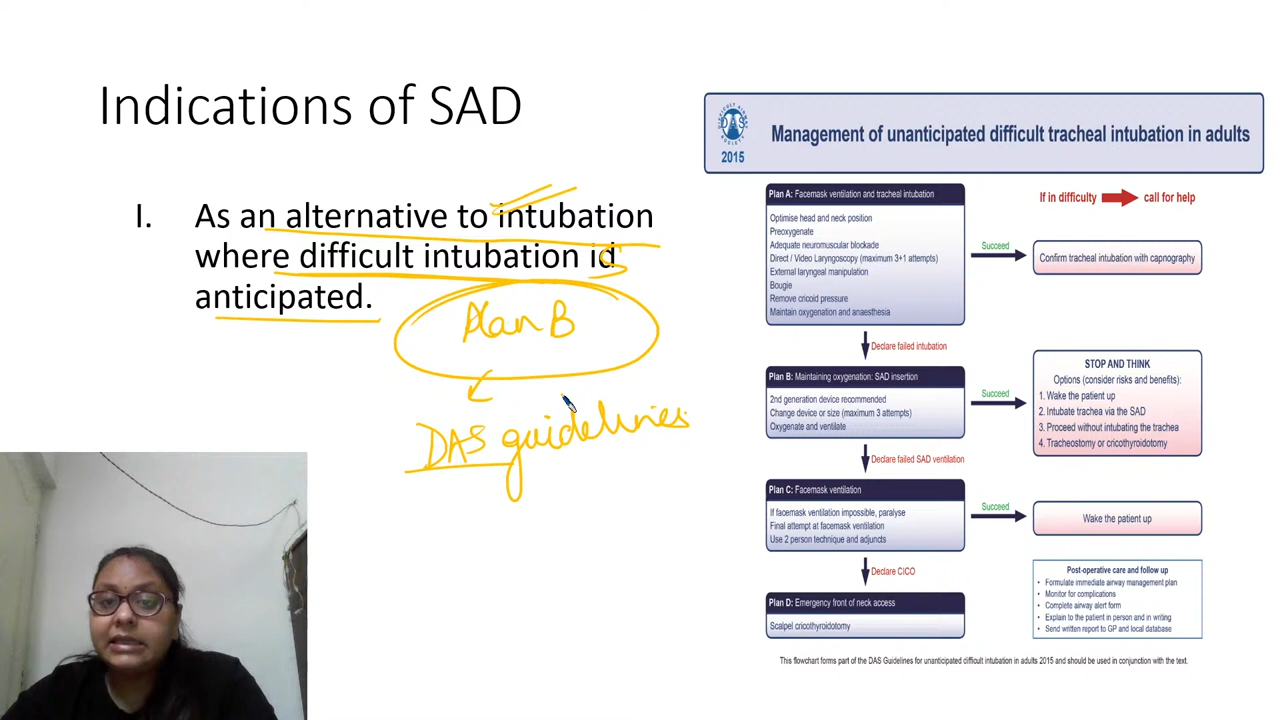 Indications of SAD
I. As an alternative to intubation
where difficult intubation id
s
anticipated.
Plan B
DAS guidelines
DIFFICULT AIRWAY SOCIETY
DAS
2015
Management of unanticipated difficult tracheal intubation in adults
Plan A: Facemask ventilation and tracheal intubation
Optimise head and neck position
Preoxygenate
Adequate neuromuscular blockade
Direct / Video Laryngoscopy (maximum 3+1 attempts)
External laryngeal manipulation
Bougie
Remove cricoid pressure
Maintain oxygenation and anaesthesia
If in difficulty call for help
Succeed
Confirm tracheal intubation with capnography
Declare failed intubation
Plan B: Maintaining oxygenation: SAD insertion
2nd generation device recommended
Change device or size (maximum 3 attempts)
Oxygenate and ventilate
Succeed
STOP AND THINK
Options (consider risks and benefits):
1. Wake the patient up
2. Intubate trachea via the SAD
3. Proceed without intubating the trachea
4. Tracheostomy or cricothyroidotomy
Declare failed SAD ventilation
Plan C: Facemask ventilation
If facemask ventilation impossible, paralyse
Final attempt at facemask ventilation
Use 2 person technique and adjuncts
Succeed
Wake the patient up
Declare CICO
Plan D: Emergency front of neck access
Scalpel cricothyroidotomy
Post-operative care and follow up
• Formulate immediate airway management plan
• Monitor for complications
• Complete airway alert form
• Explain to the patient in person and in writing
• Send written report to GP and local database
This flowchart forms part of the DAS Guidelines for unanticipated difficult intubation in adults 2015 and should be used in conjunction with the text.